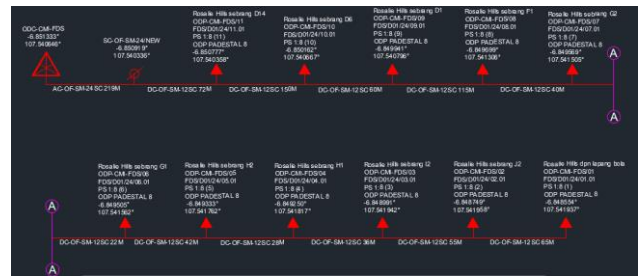 ODC-CMI-FDS
-6.851333°
107.540646°
SC-OF-SM-24/NEW
-6.850919°
107.540336°
Rosalie Hills sebrang D14
ODP-CMI-FDS/11
FDS/D01/24/11.01
PS 1:8 (11)
ODP PADESTAL 8
-6.850777°
107.540358°
Rosalie Hills sebrang D6
ODP-CMI-FDS/10
FDS/D01/24/10.01
PS 1:8 (10)
ODP PADESTAL 8
-6.850162°
107.540667°
Rosalie Hills sebrang D1
ODP-CMI-FDS/09
FDS/D01/24/09.01
PS 1:8 (9)
ODP PADESTAL 8
-6.849941°
107.540796°
Rosalie Hills sebrang F1
ODP-CMI-FDS/08
FDS/D01/24/08.01
PS 1:8 (8)
ODP PADESTAL 8
-6.849699°
107.541306°
Rosalie Hills sebrang G2
ODP-CMI-FDS/07
FDS/D01/24/07.01
PS 1:8 (7)
ODP PADESTAL 8
-6.849569°
107.541505°
A
AC-OF-SM-24 SC 219M
DC-OF-SM-12SC 72M
DC-OF-SM-12SC 159M
DC-OF-SM-12SC 60M
DC-OF-SM-12SC 115M
DC-OF-SM-12SC 40M
A
Rosalie Hills sebrang G1
ODP-CMI-FDS/06
FDS/D01/24/06.01
PS 1:8 (6)
ODP PADESTAL 8
-6.849505°
107.541562°
Rosalie Hills sebrang H2
ODP-CMI-FDS/05
FDS/D01/24/05.01
PS 1:8 (5)
ODP PADESTAL 8
-6.849333°
107.541762°
Rosalie Hills sebrang H1
ODP-CMI-FDS/04
FDS/D01/24/04.01
PS 1:8 (4)
ODP PADESTAL 8
-6.849250°
107.541817°
Rosalie Hills sebrang I2
ODP-CMI-FDS/03
FDS/D01/24/03.01
PS 1:8 (3)
ODP PADESTAL 8
-6.848991°
107.541942°
Rosalie Hills sebrang J2
ODP-CMI-FDS/02
FDS/D01/24/02.01
PS 1:8 (2)
ODP PADESTAL 8
-6.848749°
107.541958°
Rosalie Hills dpn lapang bola
ODP-CMI-FDS/01
FDS/D01/24/01.01
PS 1:8 (1)
ODP PADESTAL 8
-6.848554°
107.541937°
A
DC-OF-SM-12SC 22M
DC-OF-SM-12SC 42M
DC-OF-SM-12SC 28M
DC-OF-SM-12SC 36M
DC-OF-SM-12SC 55M
DC-OF-SM-12SC 65M
A